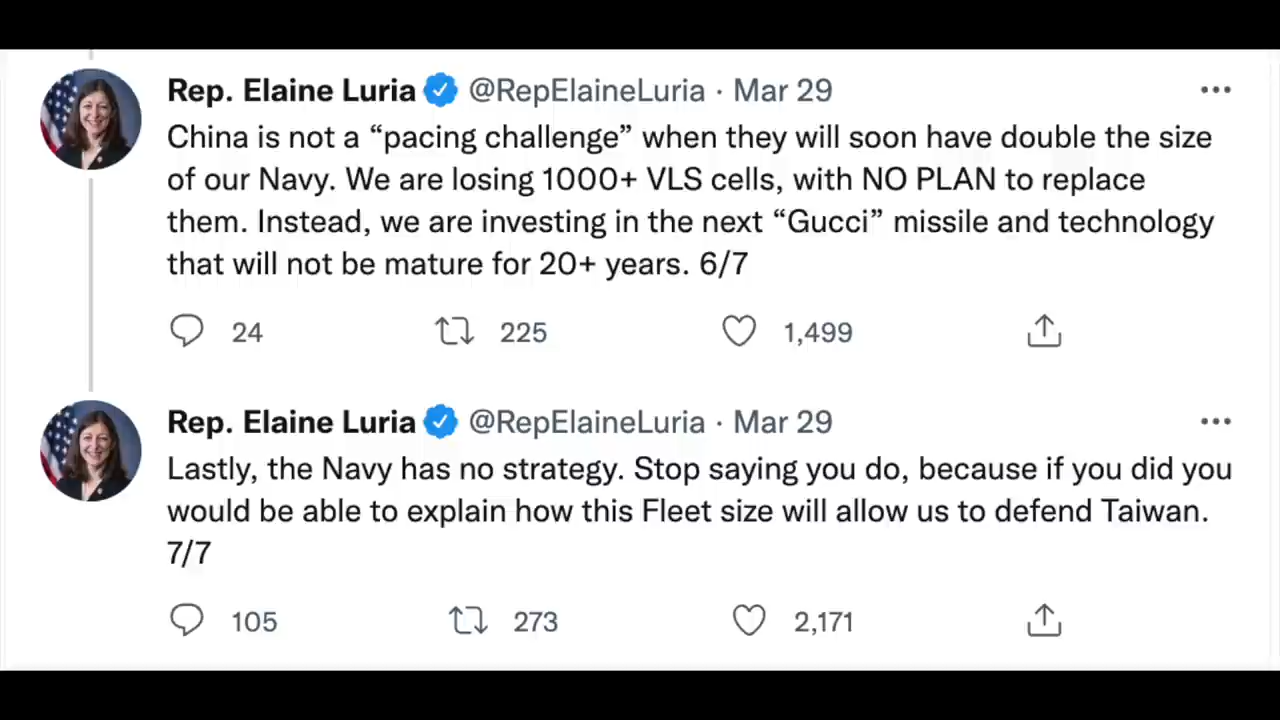 Rep. Elaine Luria @RepElaineLuria · Mar 29
China is not a “pacing challenge” when they will soon have double the size
of our Navy. We are losing 1000+ VLS cells, with NO PLAN to replace
them. Instead, we are investing in the next “Gucci” missile and technology
that will not be mature for 20+ years. 6/7
24 225 1,499
Rep. Elaine Luria @RepElaineLuria · Mar 29
Lastly, the Navy has no strategy. Stop saying you do, because if you did you
would be able to explain how this Fleet size will allow us to defend Taiwan.
7/7
105 273 2,171